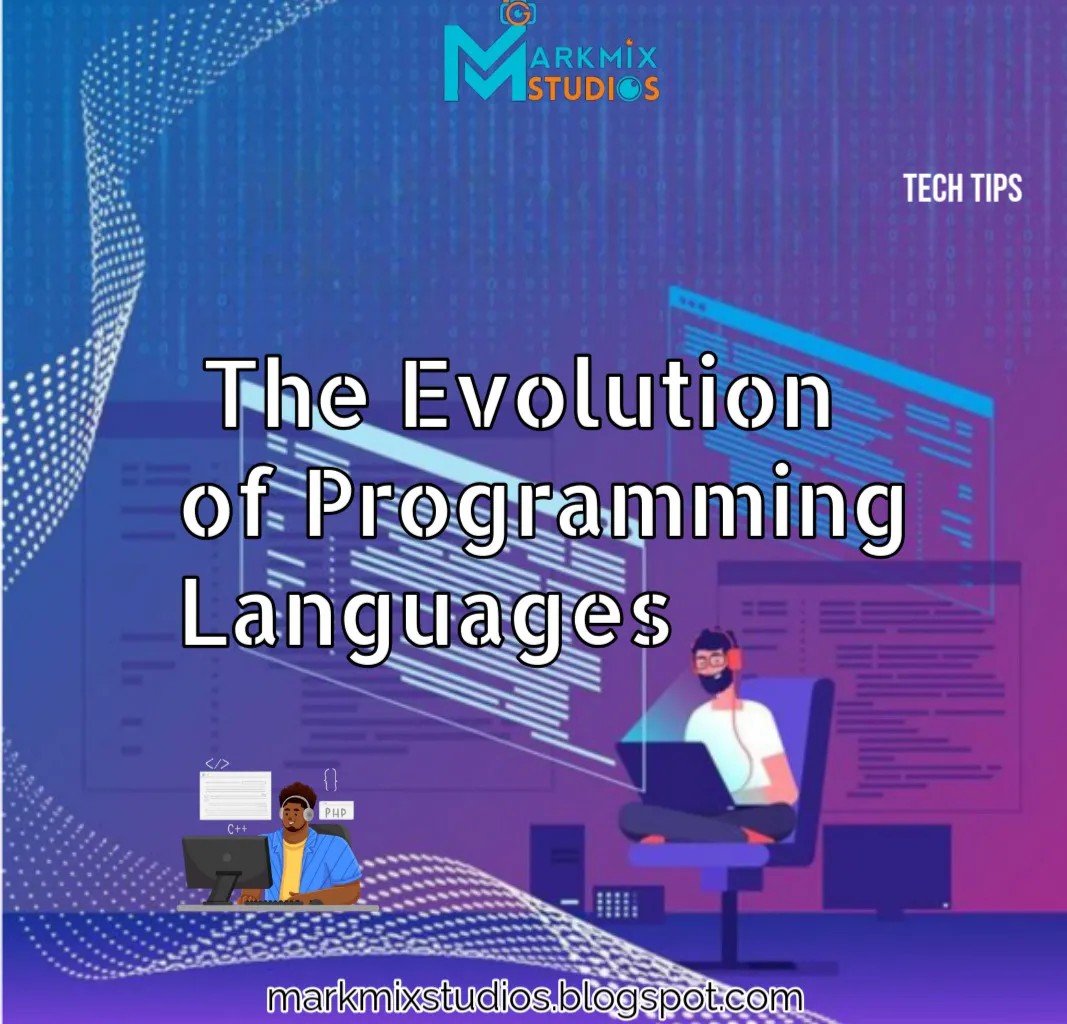 MARKMIX
STUDIOS
TECH TIPS
The Evolution
of Programming
Languages
</>
{}
PHP
C++
markmixstudios.blogspot.com